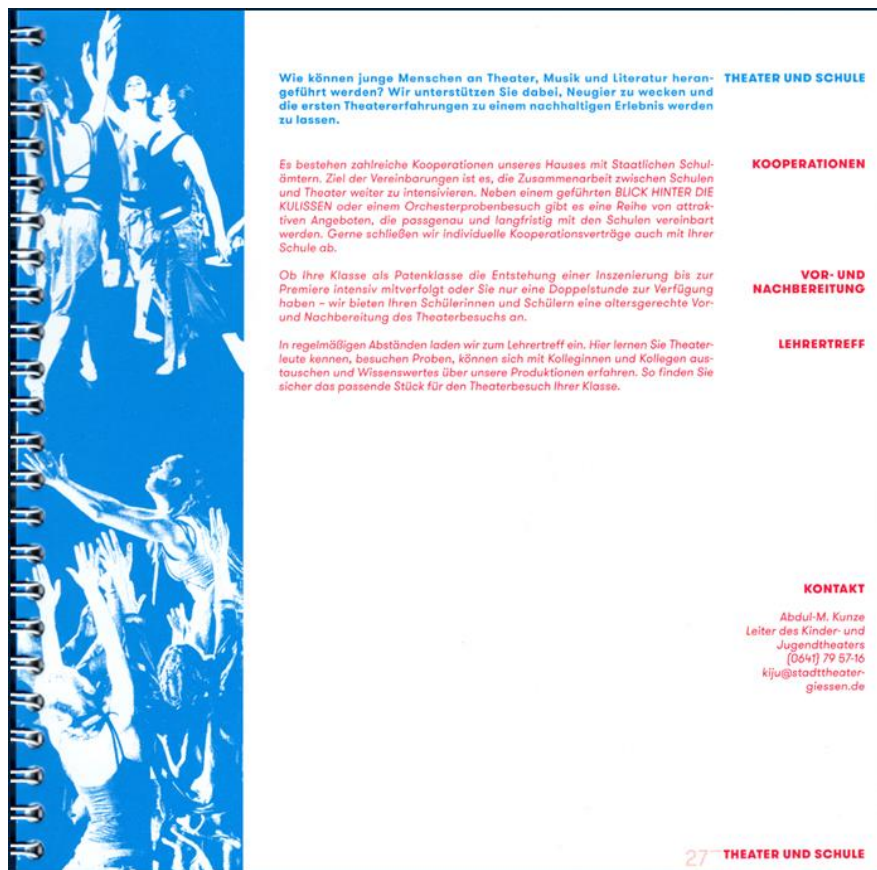 Wie können junge Menschen an Theater, Musik und Literatur heran-
geführt werden? Wir unterstützen Sie dabei, Neugier zu wecken und
die ersten Theatererfahrungen zu einem nachhaltigen Erlebnis werden
zu lassen.
THEATER UND SCHULE
Es bestehen zahlreiche Kooperationen unseres Hauses mit Staatlichen Schul-
ämtern. Ziel der Vereinbarungen ist es, die Zusammenarbeit zwischen Schulen
und Theater weiter zu intensivieren. Neben einem geführten BLICK HINTER DIE
KULISSEN oder einem Orchesterprobenbesuch gibt es eine Reihe von attrak-
tiven Angeboten, die passgenau und langfristig mit den Schulen vereinbart
werden. Gerne schließen wir individuelle Kooperationsverträge auch mit Ihrer
Schule ab.
KOOPERATIONEN
Ob Ihre Klasse als Patenklasse die Entstehung einer Inszenierung bis zur
Premiere intensiv mitverfolgt oder Sie nur eine Doppelstunde zur Verfügung
haben – wir bieten Ihren Schülerinnen und Schülern eine altersgerechte Vor-
und Nachbereitung des Theaterbesuchs an.
VOR- UND
NACHBEREITUNG
In regelmäßigen Abständen laden wir zum Lehrertreff ein. Hier lernen Sie Theater-
leute kennen, besuchen Proben, können sich mit Kolleginnen und Kollegen aus-
tauschen und Wissenswertes über unsere Produktionen erfahren. So finden Sie
sicher das passende Stück für den Theaterbesuch Ihrer Klasse.
LEHRERTREFF
KONTAKT
Abdul-M. Kunze
Leiter des Kinder- und
Jugendtheaters
(0641) 79 57-16
kiju@stadttheater-
giessen.de
27 THEATER UND SCHULE